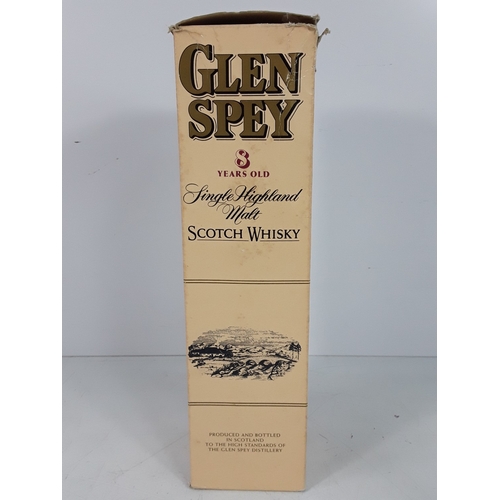 GLEN
SPEY
8
YEARS OLD
Single Highland
Malt
SCOTCH WHISKY
PRODUCED AND BOTTLED
IN SCOTLAND
TO THE HIGH STANDARDS OF
THE GLEN SPEY DISTILLERY